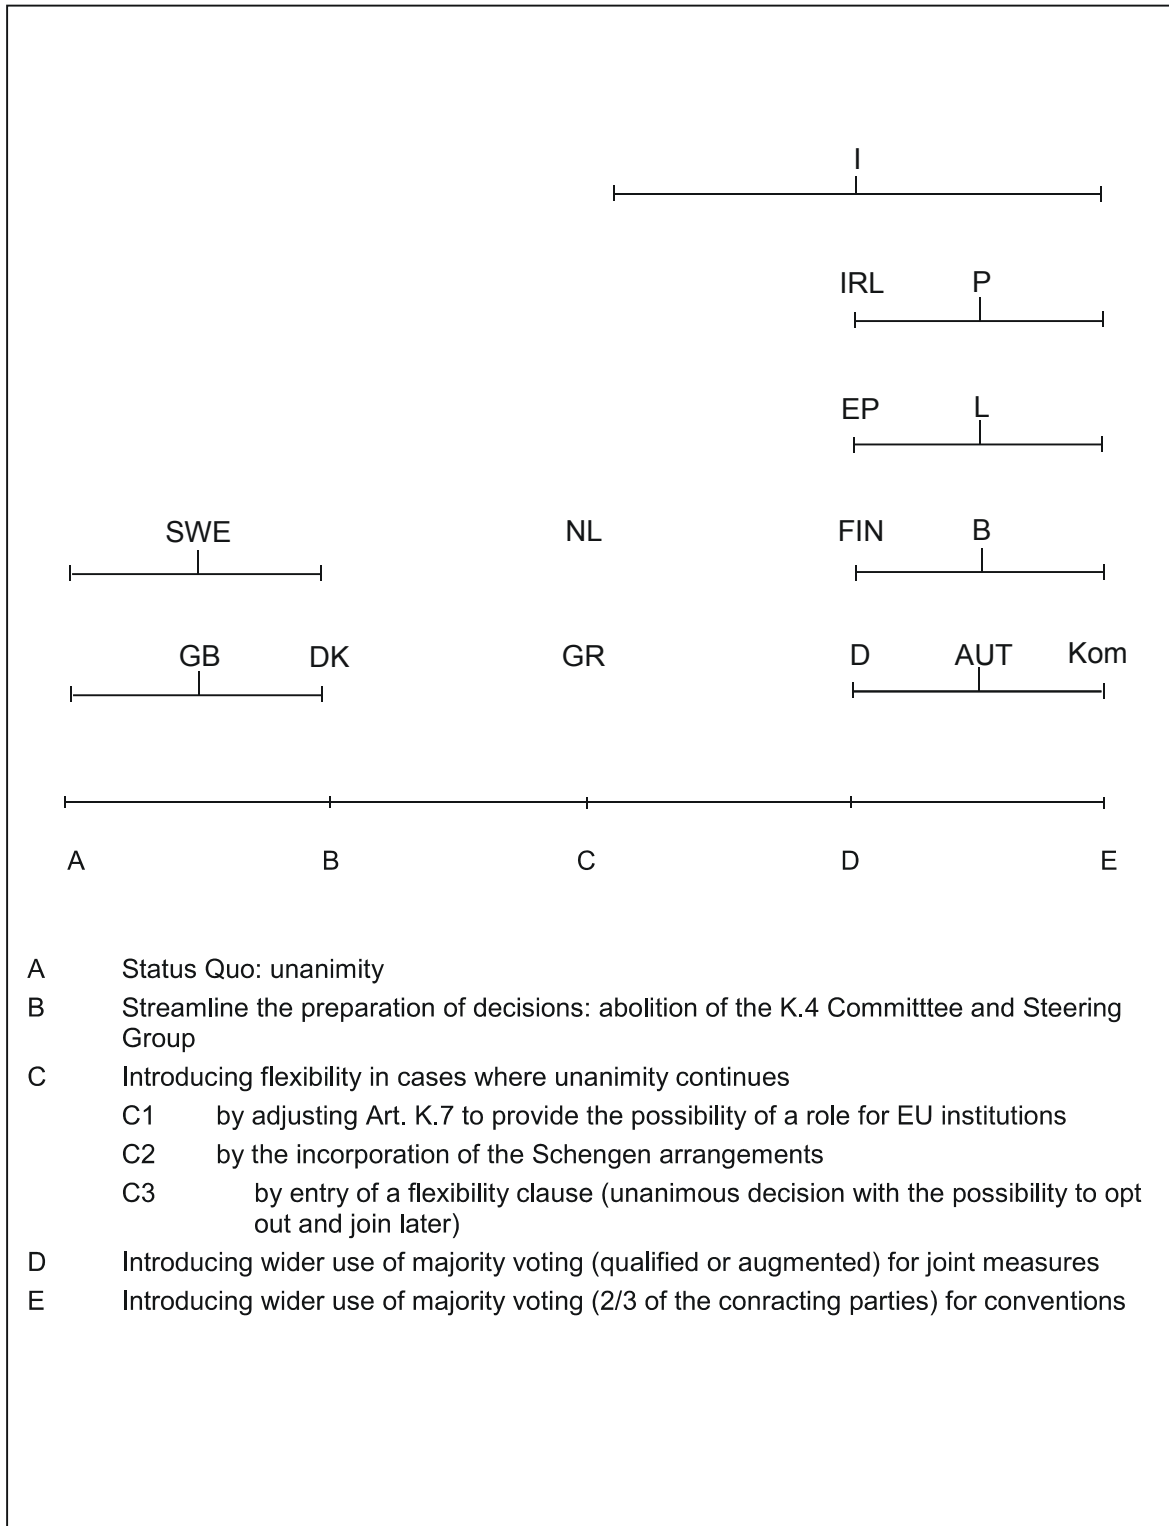 I
IRL P
EP L
SWE NL FIN B
GB DK GR D AUT Kom
A B C D E
A Status Quo: unanimity
B Streamline the preparation of decisions: abolition of the K.4 Committtee and Steering
Group
C Introducing flexibility in cases where unanimity continues
C1 by adjusting Art. K.7 to provide the possibility of a role for EU institutions
C2 by the incorporation of the Schengen arrangements
C3 by entry of a flexibility clause (unanimous decision with the possibility to opt
out and join later)
D Introducing wider use of majority voting (qualified or augmented) for joint measures
E Introducing wider use of majority voting (2/3 of the conracting parties) for conventions